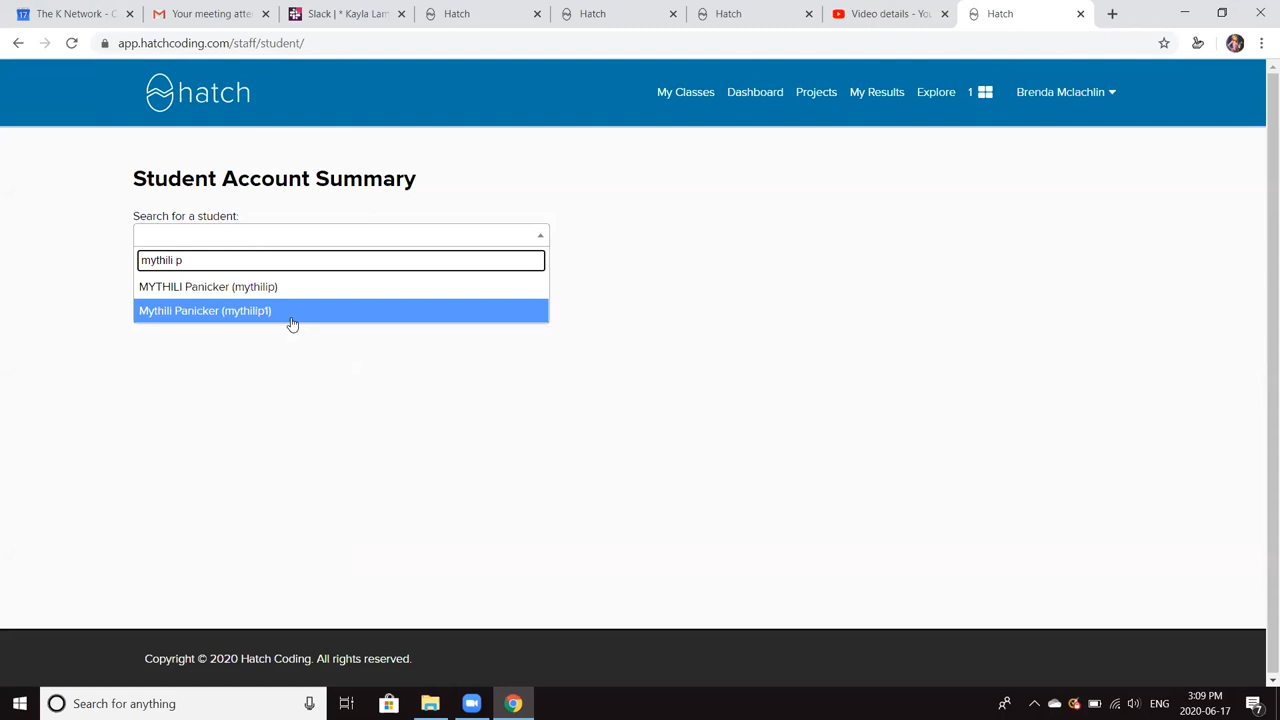 The K Network - C
Your meeting atte
Slack | * Kayla Lam
Hatch
Hatch
Hatch
Video details - You
Hatch
app.hatchcoding.com/staff/student/
hatch
My Classes
Dashboard
Projects
My Results
Explore
1
Brenda Mclachlin
Student Account Summary
Search for a student:
mythili p
MYTHILI Panicker (mythilip)
Mythili Panicker (mythilip1)
Copyright © 2020 Hatch Coding. All rights reserved.
Search for anything
ENG
3:09 PM
2020-06-17
7